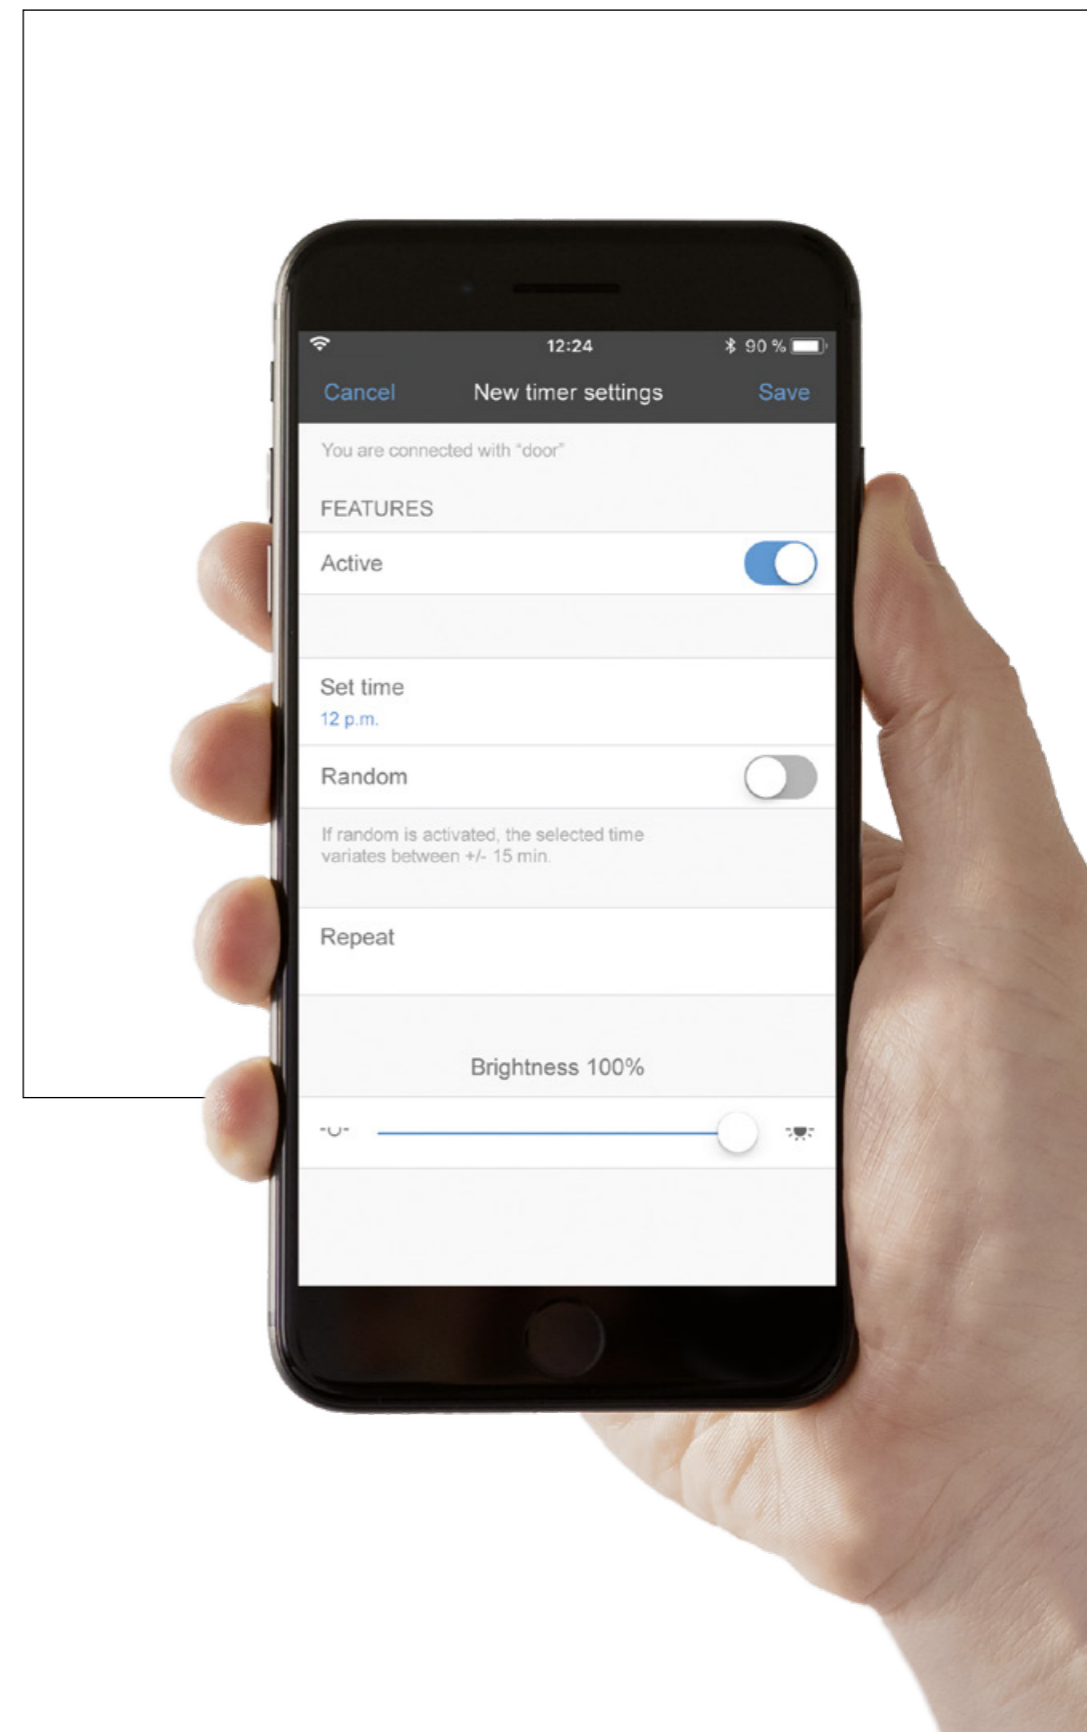 12:24
90 %
Cancel New timer settings Save
You are connected with “door”
FEATURES
Active
Set time
12 p.m.
Random
If random is activated, the selected time
variates between +/- 15 min.
Repeat
Brightness 100%